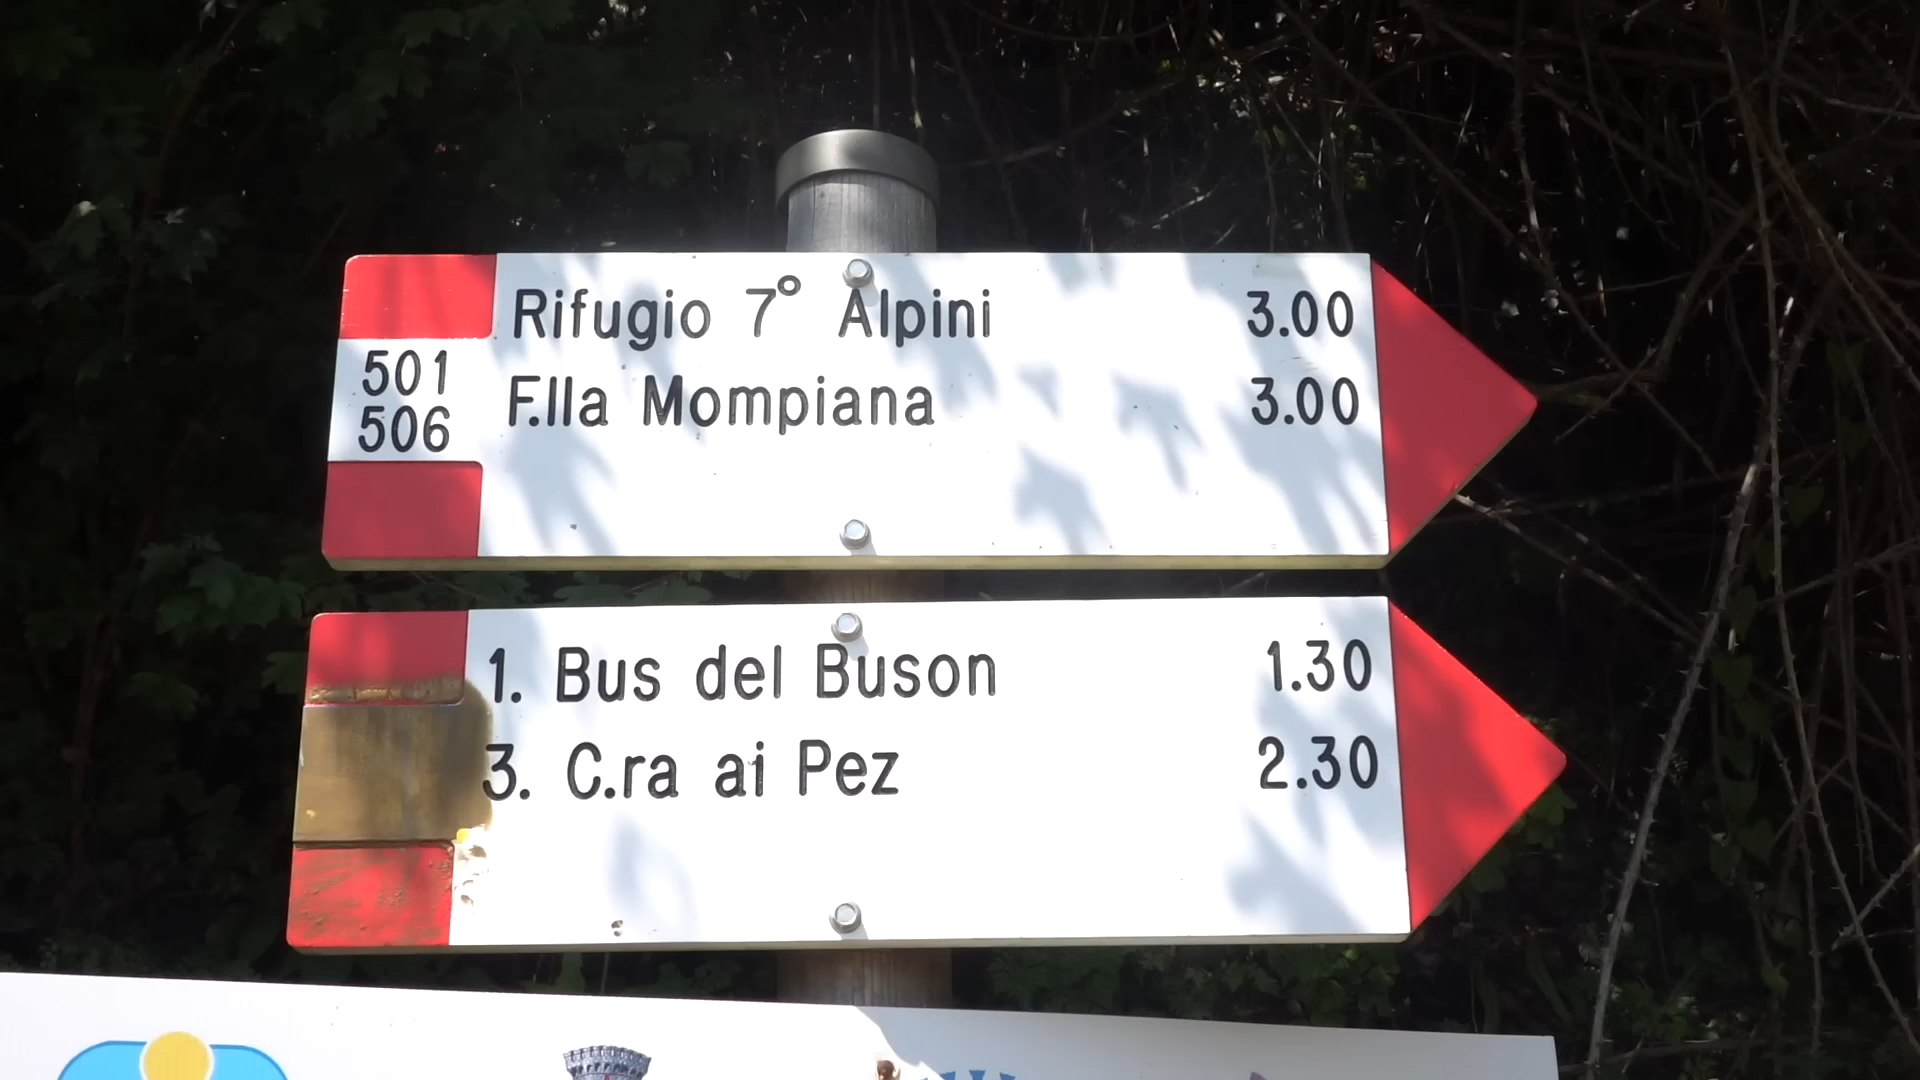 Rifugio 7° Alpini 3.00
501
F.lla Mompiana 3.00
506
1. Bus del Buson 1.30
3. C.ra ai Pez 2.30